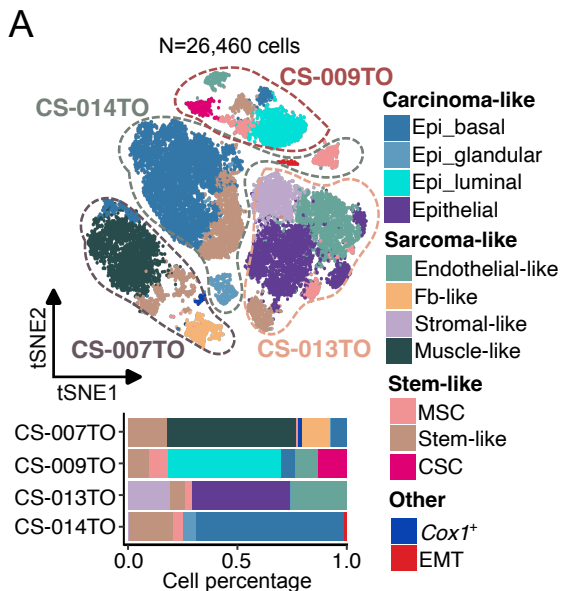 A
N=26,460 cells
CS-009TO
CS-014TO
CS-007TO
CS-013TO
tSNE2
tSNE1
Carcinoma-like
Epi_basal
Epi_glandular
Epi_luminal
Epithelial
Sarcoma-like
Endothelial-like
Fb-like
Stromal-like
Muscle-like
Stem-like
MSC
Stem-like
CSC
Other
Cox1⁺
EMT
CS-007TO
CS-009TO
CS-013TO
CS-014TO
0.0 0.5 1.0
Cell percentage